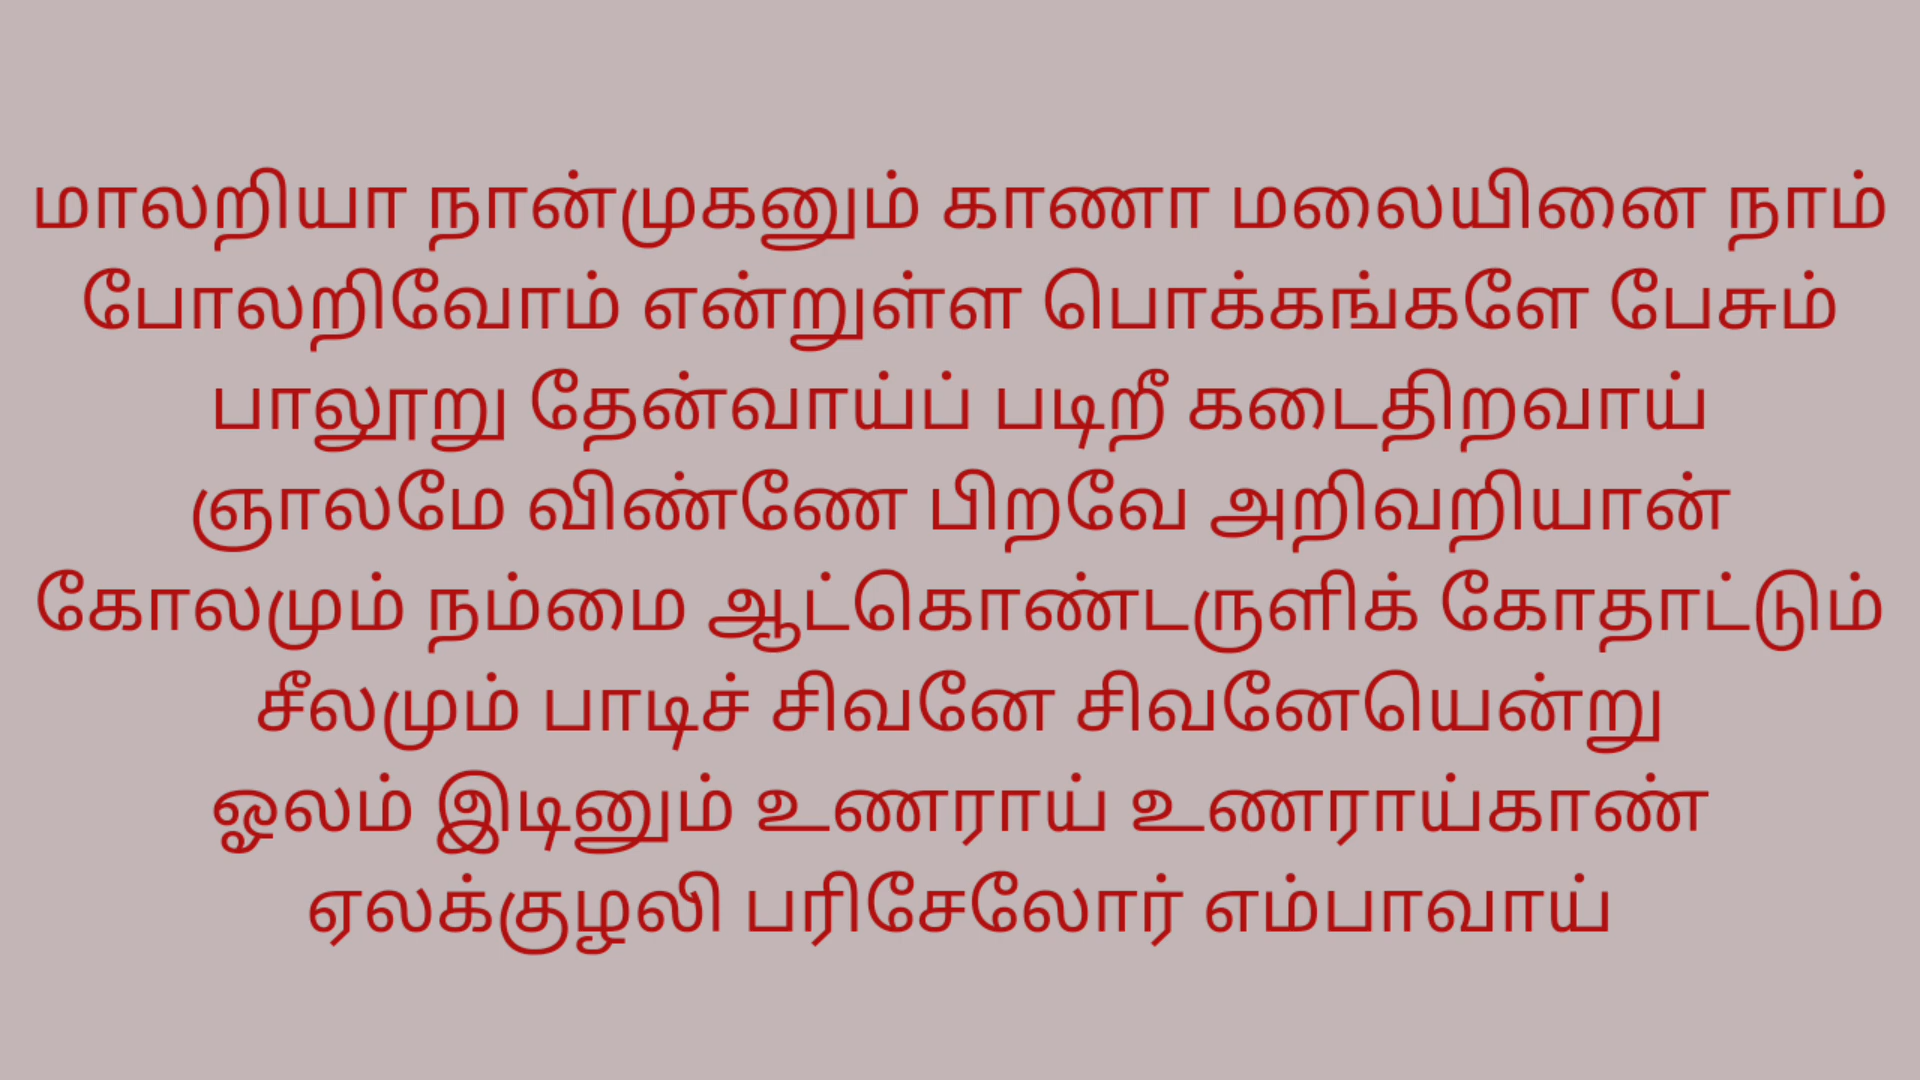 மாலறியா நான்முகனும் காணா மலையினை நாம்
போலறிவோம் என்றுள்ள பொக்கங்களே பேசும்
பாலூறு தேன்வாய்ப் படிறீ கடைதிறவாய்
ஞாலமே விண்ணே பிறவே அறிவறியான்
கோலமும் நம்மை ஆட்கொண்டருளிக் கோதாட்டும்
சீலமும் பாடிச் சிவனே சிவனேயென்று
ஓலம் இடினும் உணராய் உணராய்காண்
ஏலக்குழலி பரிசேலோர் எம்பாவாய்